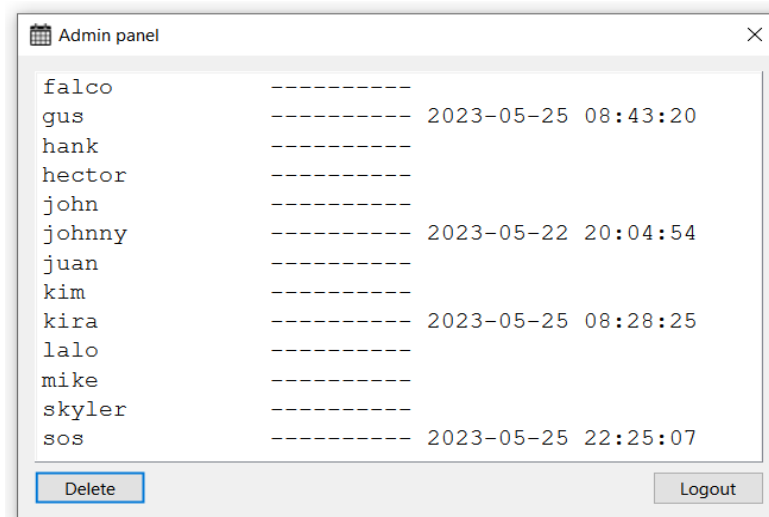 Admin panel
falco ----------
gus ---------- 2023-05-25 08:43:20
hank ----------
hector ----------
john ----------
johnny ---------- 2023-05-22 20:04:54
juan ----------
kim ----------
kira ---------- 2023-05-25 08:28:25
lalo ----------
mike ----------
skyler ----------
sos ---------- 2023-05-25 22:25:07
Delete Logout